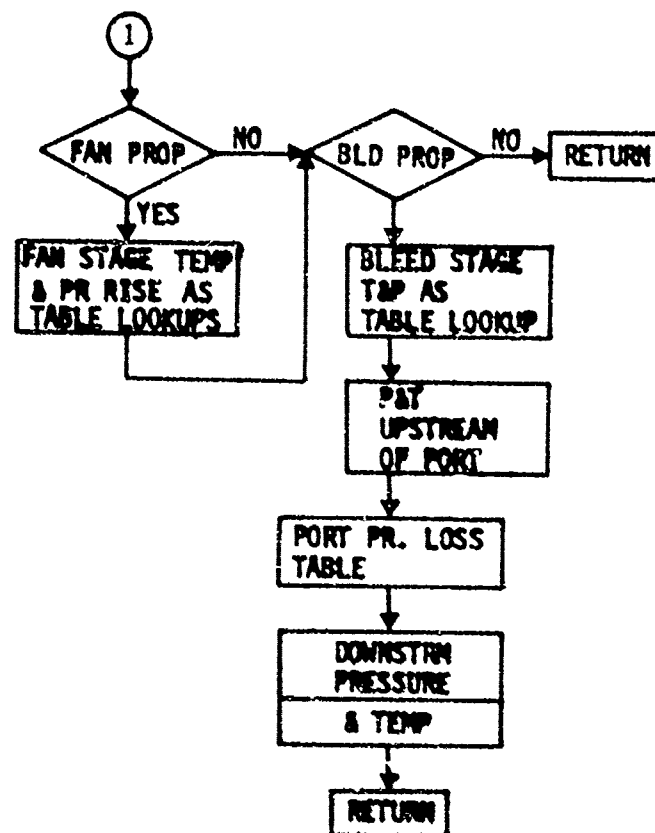 1
FAN PROP
NO
BLD PROP
NO
RETURN
YES
FAN STAGE TEMP
& PR RISE AS
TABLE LOOKUPS
BLEED STAGE
T&P AS
TABLE LOOKUP
P&T
UPSTREAM
OF PORT
PORT PR. LOSS
TABLE
DOWNSTRM
PRESSURE
& TEMP
RETURN